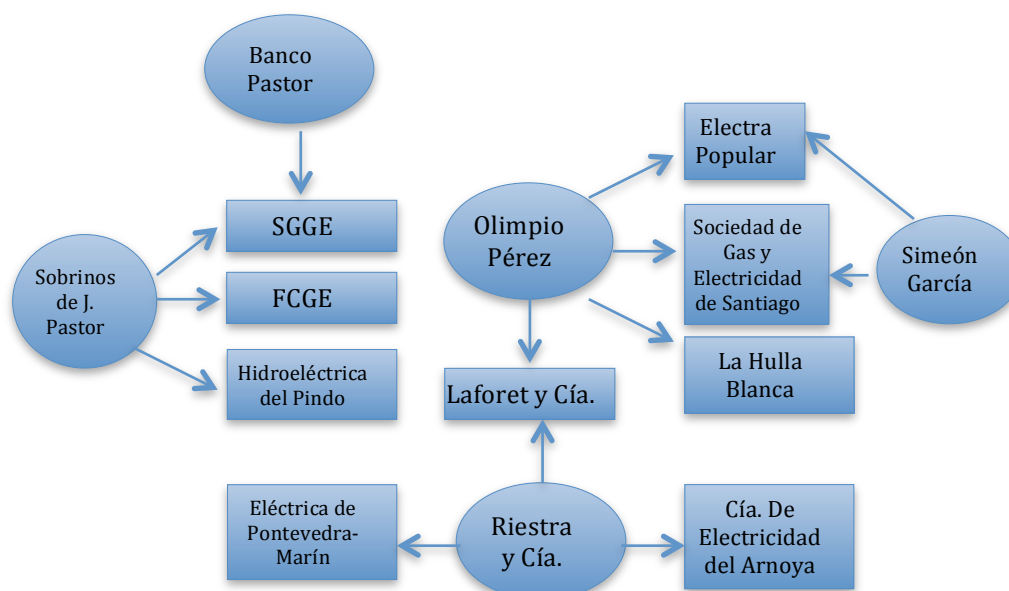 Banco
Pastor
Electra
Popular
SGGE
Olimpio
Pérez
Sociedad de
Gas y
Electricidad
de Santiago
Simeón
García
Sobrinos
de J.
Pastor
FCGE
Hidroeléctrica
del Pindo
La Hulla
Blanca
Laforet y Cía.
Eléctrica de
Pontevedra-
Marín
Riestra
y Cía.
Cía. De
Electricidad
del Arnoya